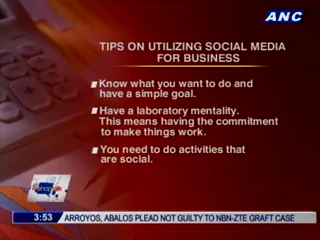 ANC
TIPS ON UTILIZING SOCIAL MEDIA
FOR BUSINESS
Know what you want to do and
have a simple goal.
Have a laboratory mentality.
This means having the commitment
to make things work.
You need to do activities that
are social.
3:53 ARROYOS, ABALOS PLEAD NOT GUILTY TO NBN-ZTE GRAFT CASE